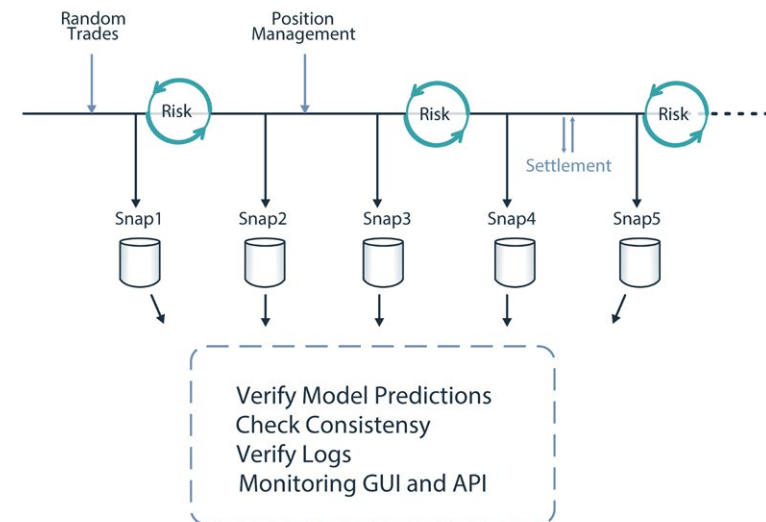 Random
Trades
Position
Management
Risk
Risk
Risk
Settlement
Snap1
Snap2
Snap3
Snap4
Snap5
Verify Model Predictions
Check Consistensy
Verify Logs
Monitoring GUI and API